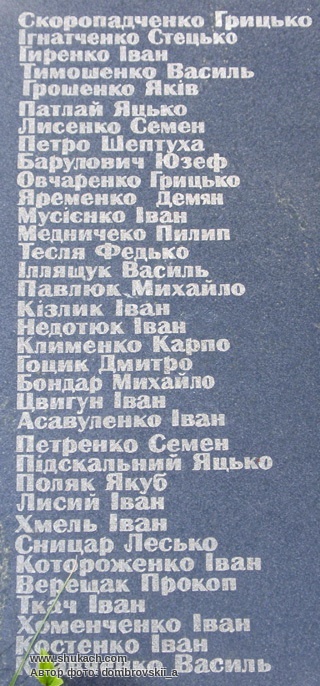 Скоропадченко Грицько
Ігнатченко Стецько
Гиренко Іван
Тимошенко Василь
Трошенко Яків
Патлай Яцько
Лисенко Семен
Петро Шептуха
Барулович Юзеф
Овчаренко Грицько
Яременко Демян
Мусієнко Іван
Медничеко Пилип
Тесля Федько
Іллящук Василь
Павлюк Михайло
Кізлик Іван
Недотюк Іван
Клименко Карпо
Гоцик Дмитро
Бондар Михайло
Цвигун Іван
Асавуленко Іван
Петренко Семен
Підскальний Яцько
Поляк Якуб
Лисий Іван
Хмель Іван
Сницар Лесько
Котороженко Іван
Верещак Прокоп
Ткач Іван
Хоменченко Іван
Костенко Іван
www.shukach.com
Василь
Автор фото: dombrovskii_a